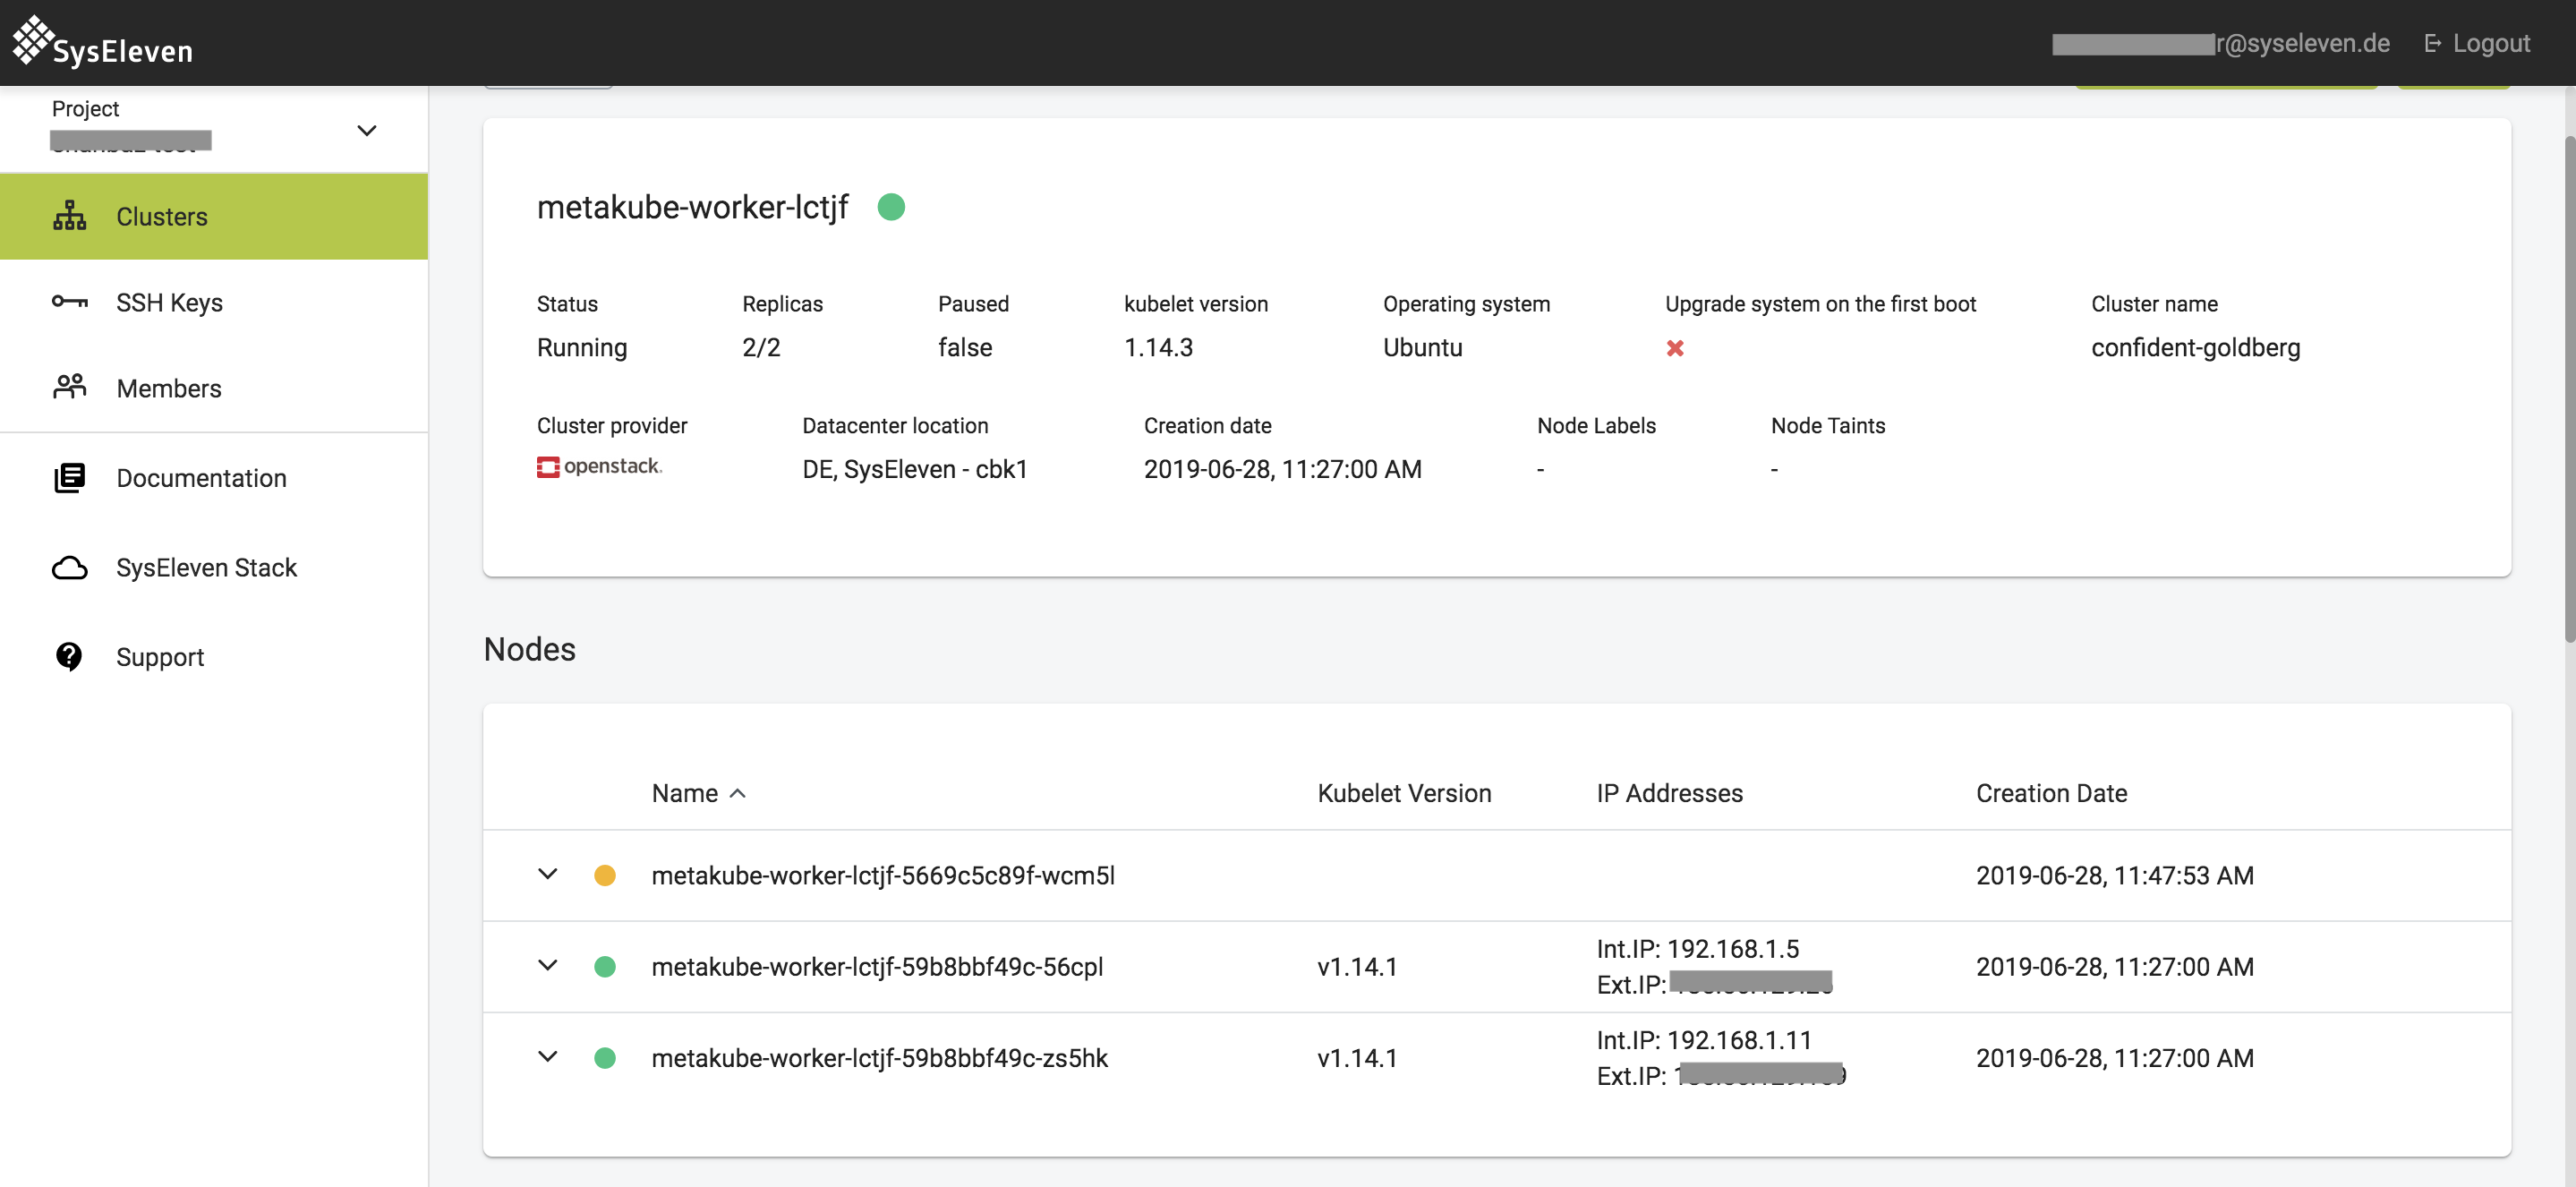 SysEleven
r@syseleven.de Logout
Project
Clusters
SSH Keys
Members
Documentation
SysEleven Stack
Support
metakube-worker-lctjf
Status Replicas Paused kubelet version Operating system Upgrade system on the first boot Cluster name
Running 2/2 false 1.14.3 Ubuntu confident-goldberg
Cluster provider Datacenter location Creation date Node Labels Node Taints
openstack. DE, SysEleven - cbk1 2019-06-28, 11:27:00 AM - -
Nodes
Name Kubelet Version IP Addresses Creation Date
metakube-worker-lctjf-5669c5c89f-wcm5l 2019-06-28, 11:47:53 AM
metakube-worker-lctjf-59b8bbf49c-56cpl v1.14.1 Int.IP: 192.168.1.5 2019-06-28, 11:27:00 AM
Ext.IP:
metakube-worker-lctjf-59b8bbf49c-zs5hk v1.14.1 Int.IP: 192.168.1.11 2019-06-28, 11:27:00 AM
Ext.IP: